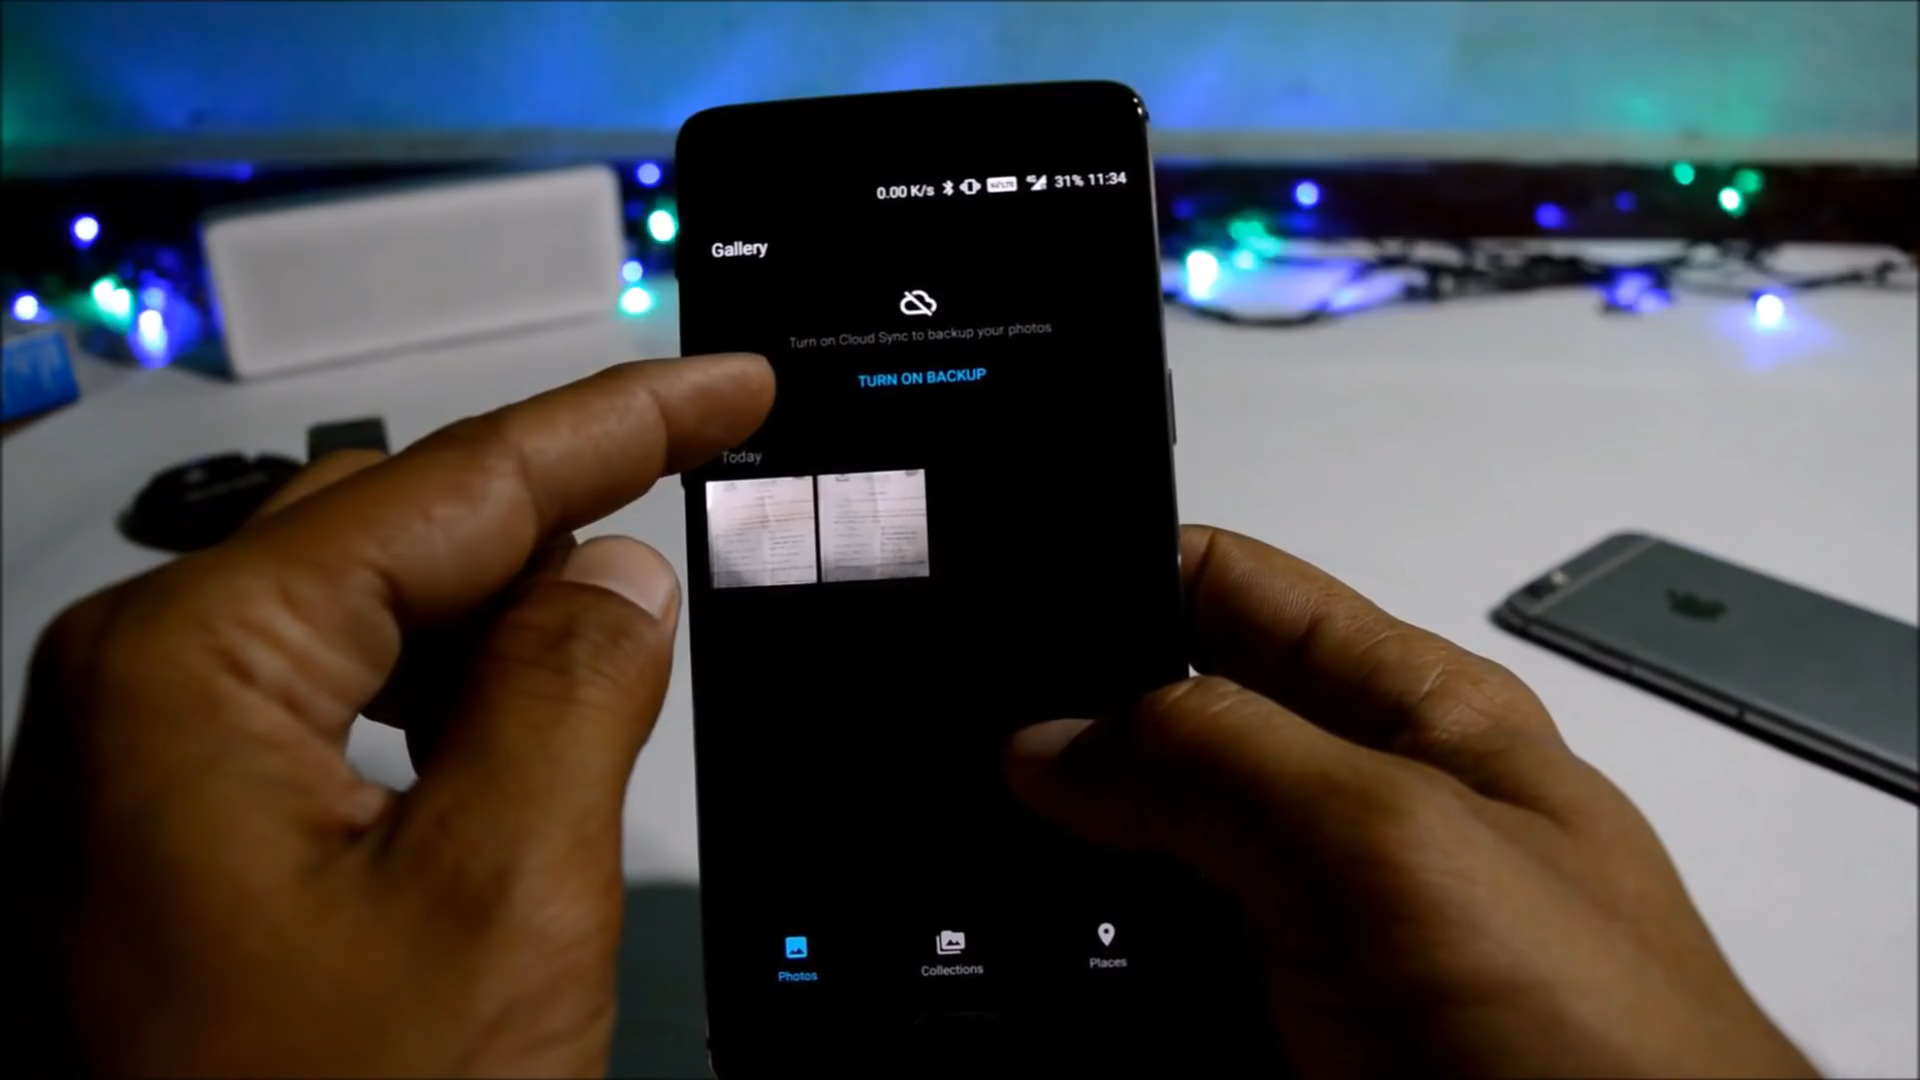 0.00 K/s 31% 11:34
Gallery
Turn on Cloud Sync to backup your photos
TURN ON BACKUP
Today
Photos
Collections
Places